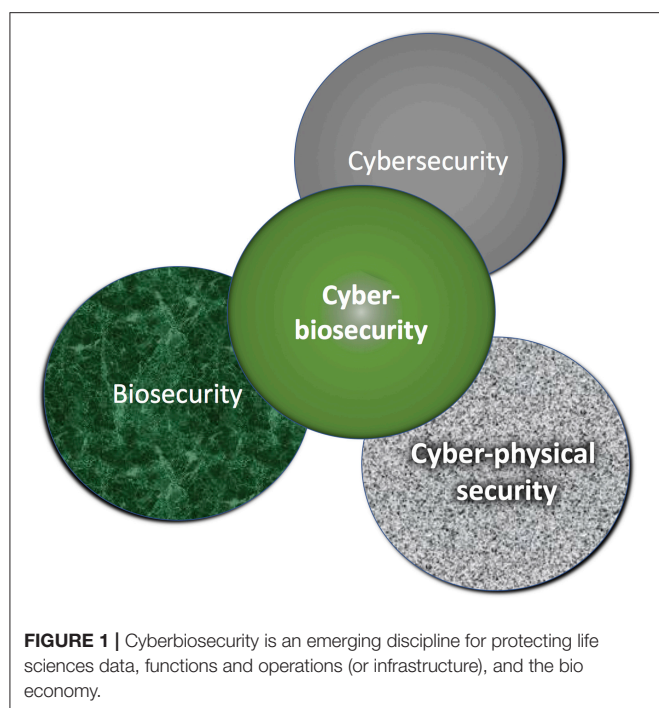 Cybersecurity
Cyber-
biosecurity
Biosecurity
Cyber-physical
security
FIGURE 1 | Cyberbiosecurity is an emerging discipline for protecting life
sciences data, functions and operations (or infrastructure), and the bio
economy.